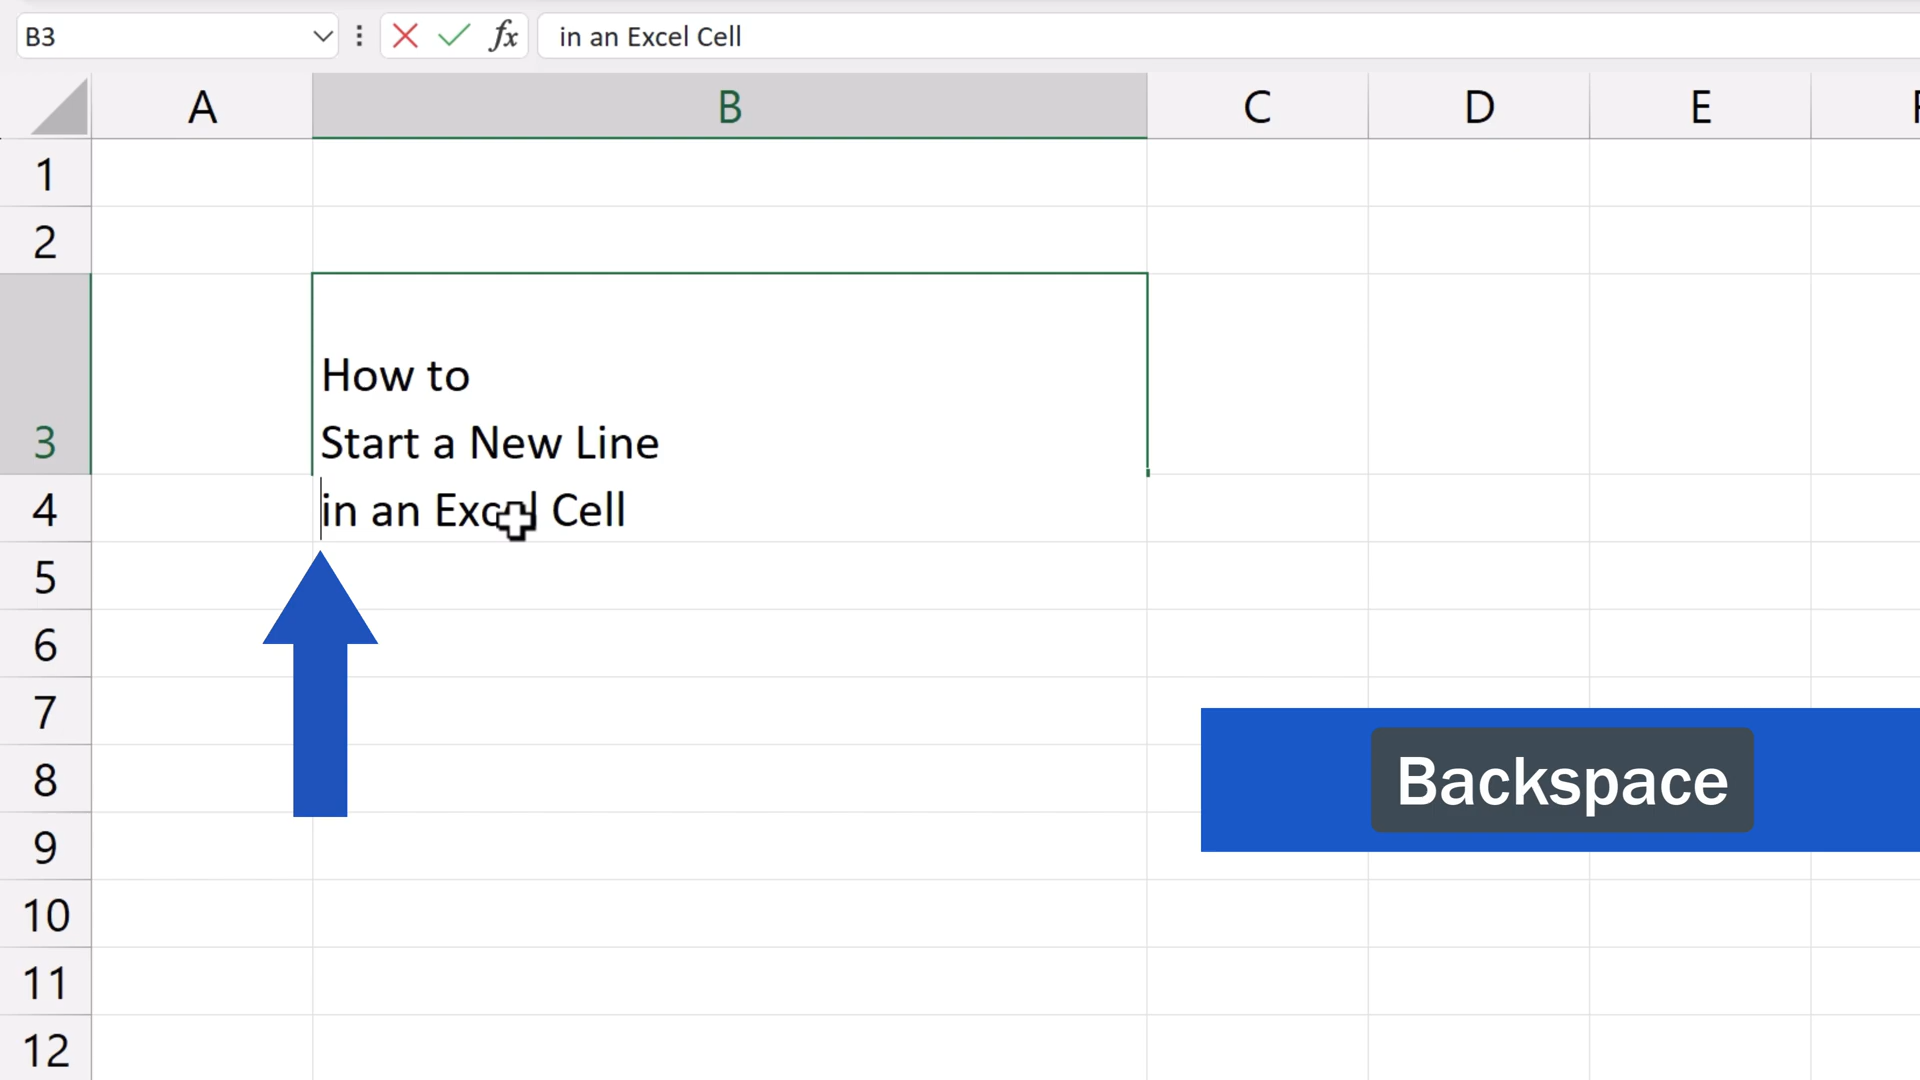 B3 fx in an Excel Cell
A B C D E
1
2
3
How to
Start a New Line
4 in an Excel Cell
5
6
7
8
Backspace
9
10
11
12